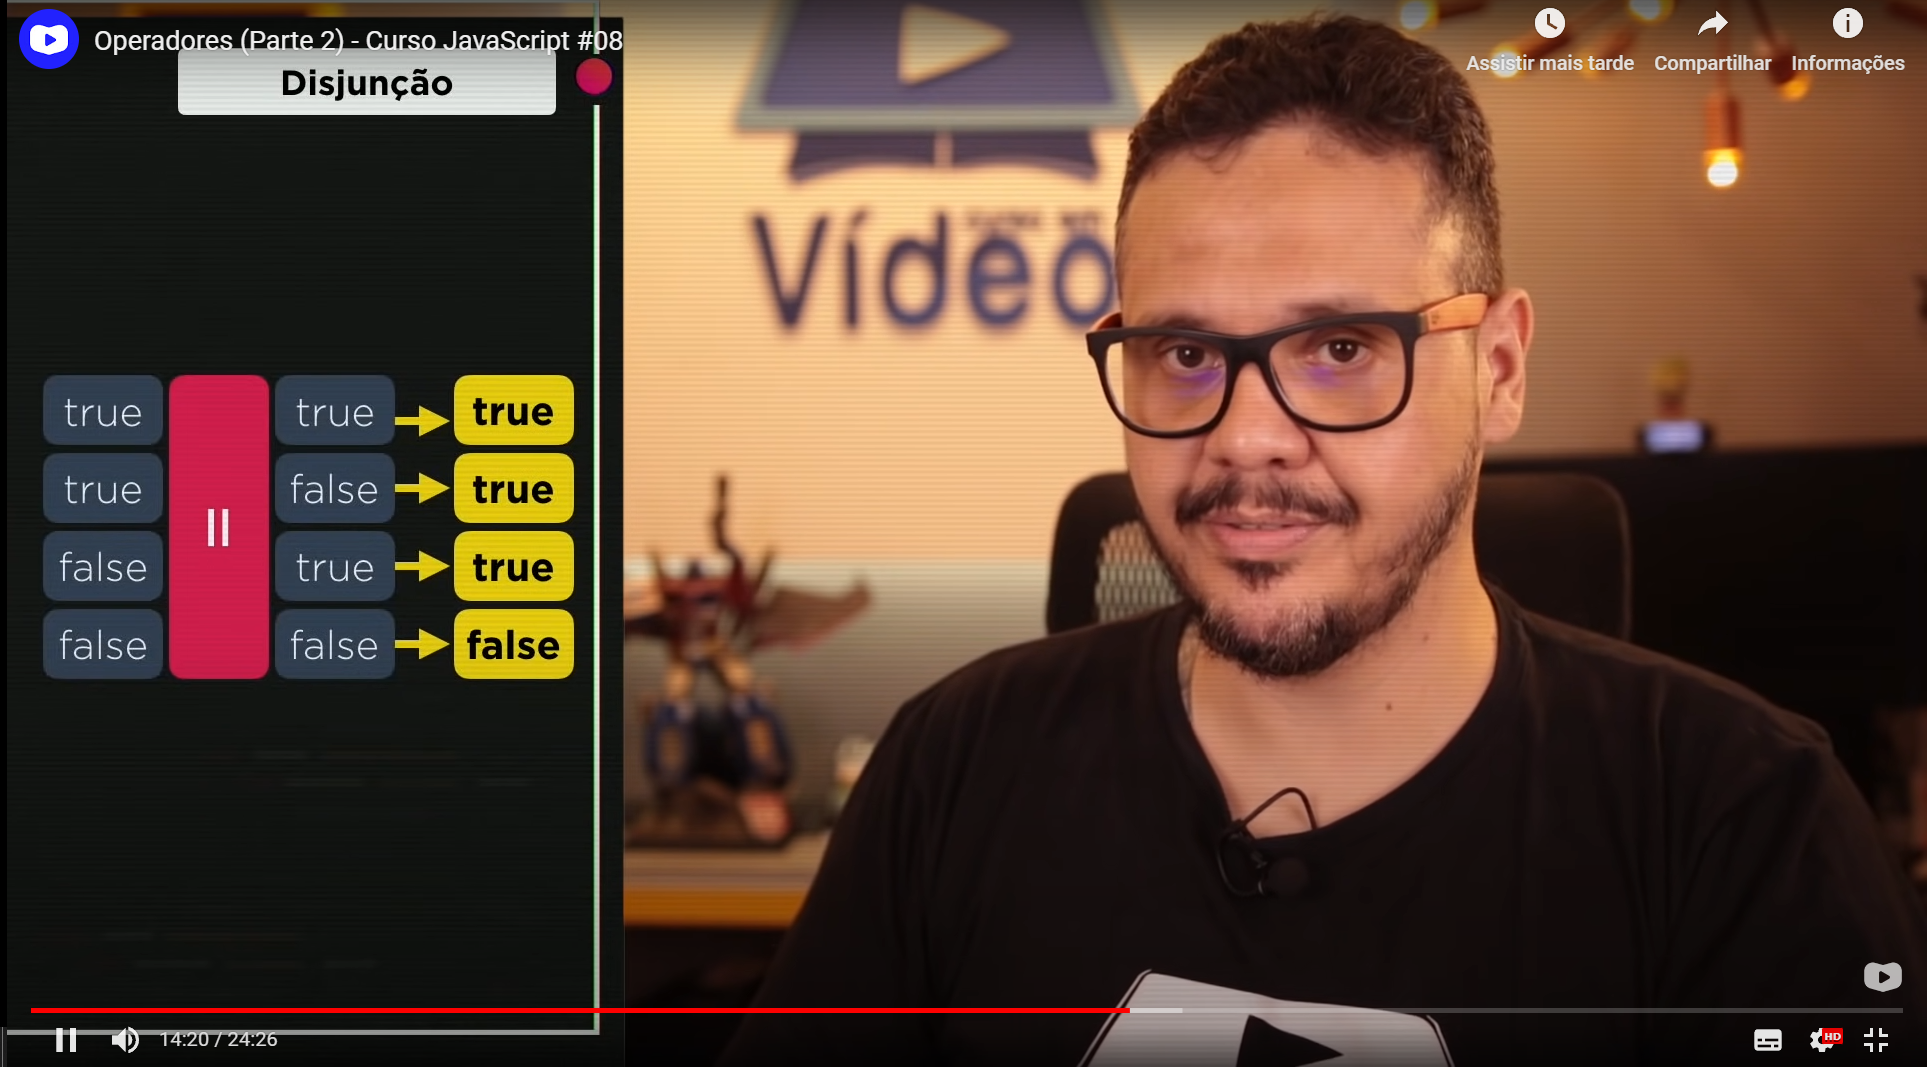 Operadores (Parte 2) - Curso JavaScript #08
Assistir mais tarde
Compartilhar
Informações
Disjunção
Vídeo
true
||
true
true
true
false
true
false
true
true
false
false
false
14:20 / 24:26
HD